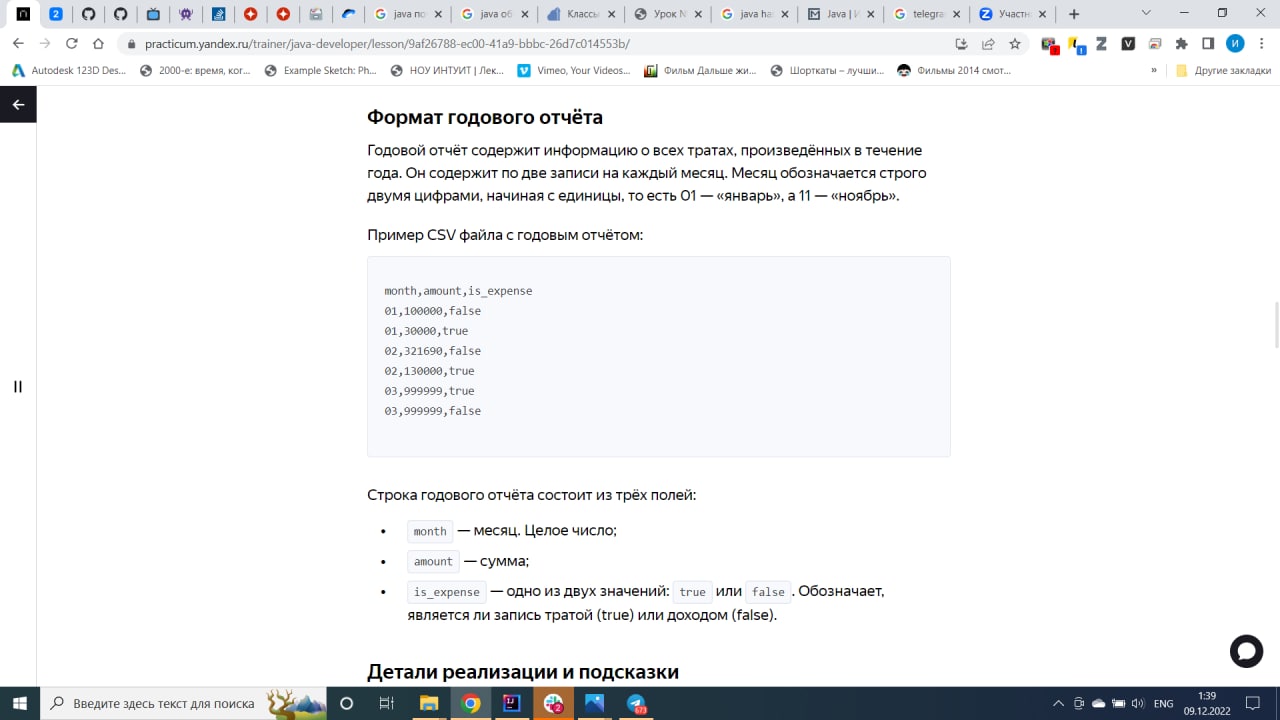 java по
java об
Классы
Урок N
java ha
Java | И
telegra
Участн
practicum.yandex.ru/trainer/java-developer/lesson/9af26786-ec00-41a9-bbbc-26d7c014553b/
Autodesk 123D Des...
2000-е: время, ког...
Example Sketch: Ph...
НОУ ИНТУИТ | Лек...
Vimeo, Your Videos...
Фильм Дальше жи...
Шорткаты – лучши...
Фильмы 2014 смот...
»
Другие закладки
Формат годового отчёта
Годовой отчёт содержит информацию о всех тратах, произведённых в течение
года. Он содержит по две записи на каждый месяц. Месяц обозначается строго
двумя цифрами, начиная с единицы, то есть 01 — «январь», а 11 — «ноябрь».
Пример CSV файла с годовым отчётом:
month,amount,is_expense
01,100000,false
01,30000,true
02,321690,false
02,130000,true
03,999999,true
03,999999,false
Строка годового отчёта состоит из трёх полей:
• month — месяц. Целое число;
• amount — сумма;
• is_expense — одно из двух значений: true или false. Обозначает,
является ли запись тратой (true) или доходом (false).
Детали реализации и подсказки
Введите здесь текст для поиска
2
673
ENG
1:39
09.12.2022